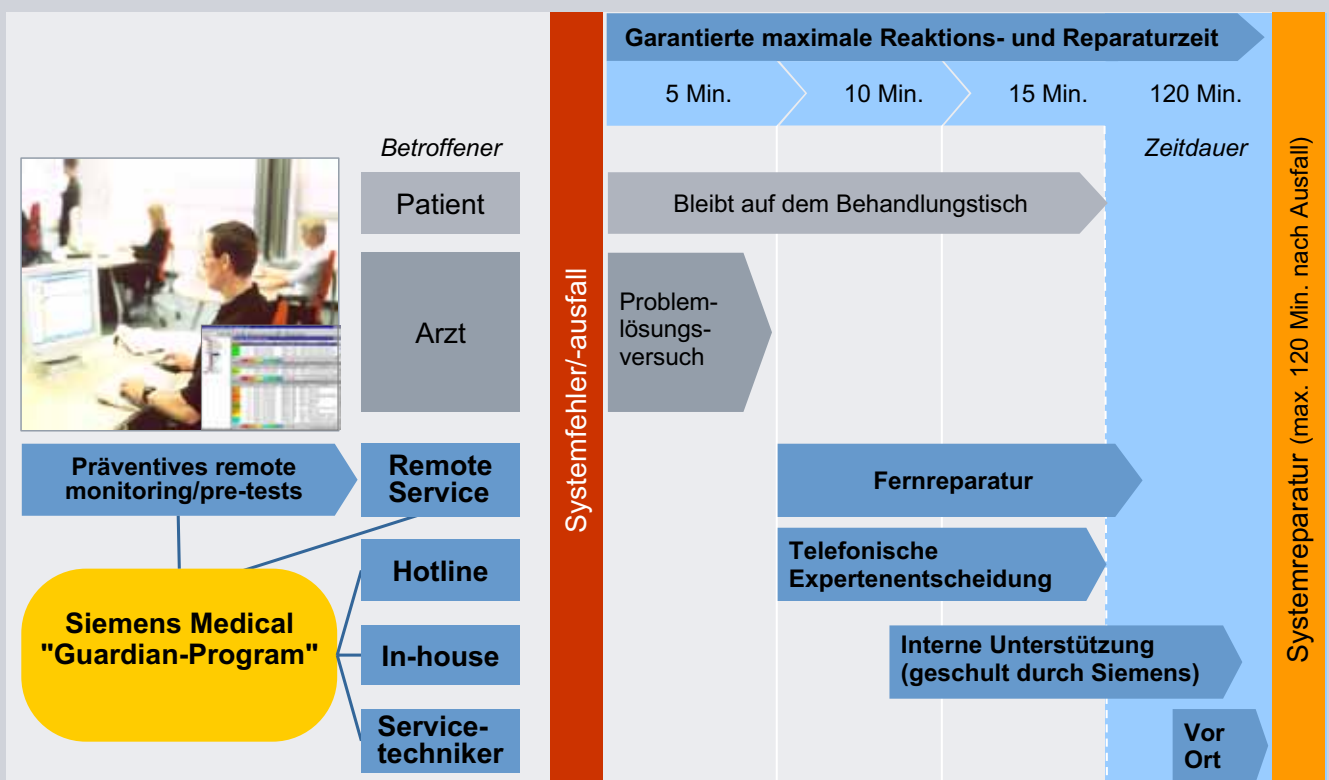 Garantierte maximale Reaktions- und Reparaturzeit
5 Min.
10 Min.
15 Min.
120 Min.
Betroffener
Zeitdauer
Patient
Bleibt auf dem Behandlungstisch
Arzt
Problem-
lösungs-
versuch
Systemfehler/-ausfall
Systemreparatur (max. 120 Min. nach Ausfall)
Präventives remote
monitoring/pre-tests
Remote
Service
Fernreparatur
Hotline
Telefonische
Expertenentscheidung
Siemens Medical
"Guardian-Program"
In-house
Interne Unterstützung
(geschult durch Siemens)
Service-
techniker
Vor
Ort